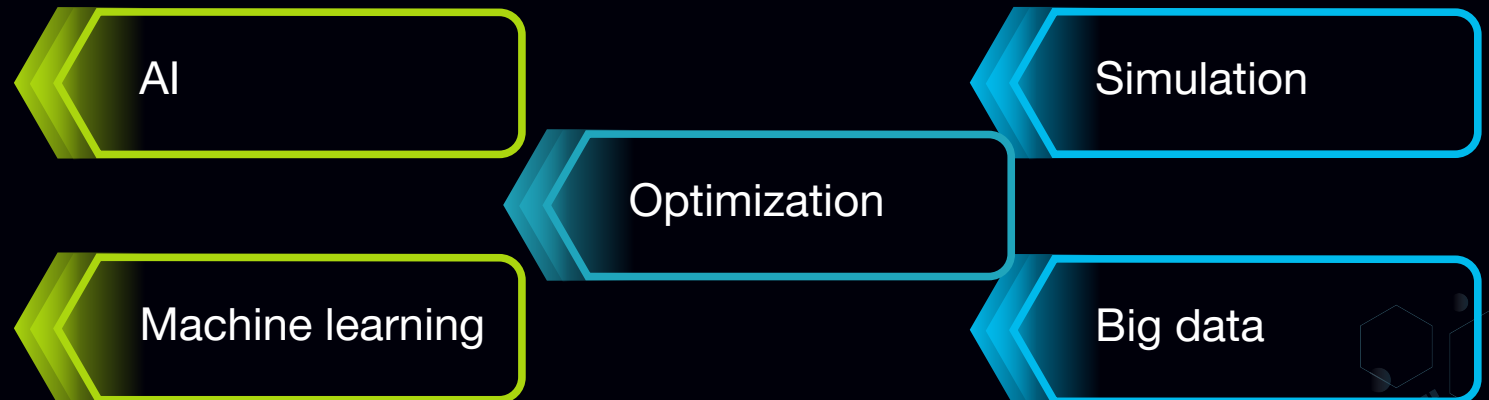 AI
Simulation
Optimization
Machine learning
Big data